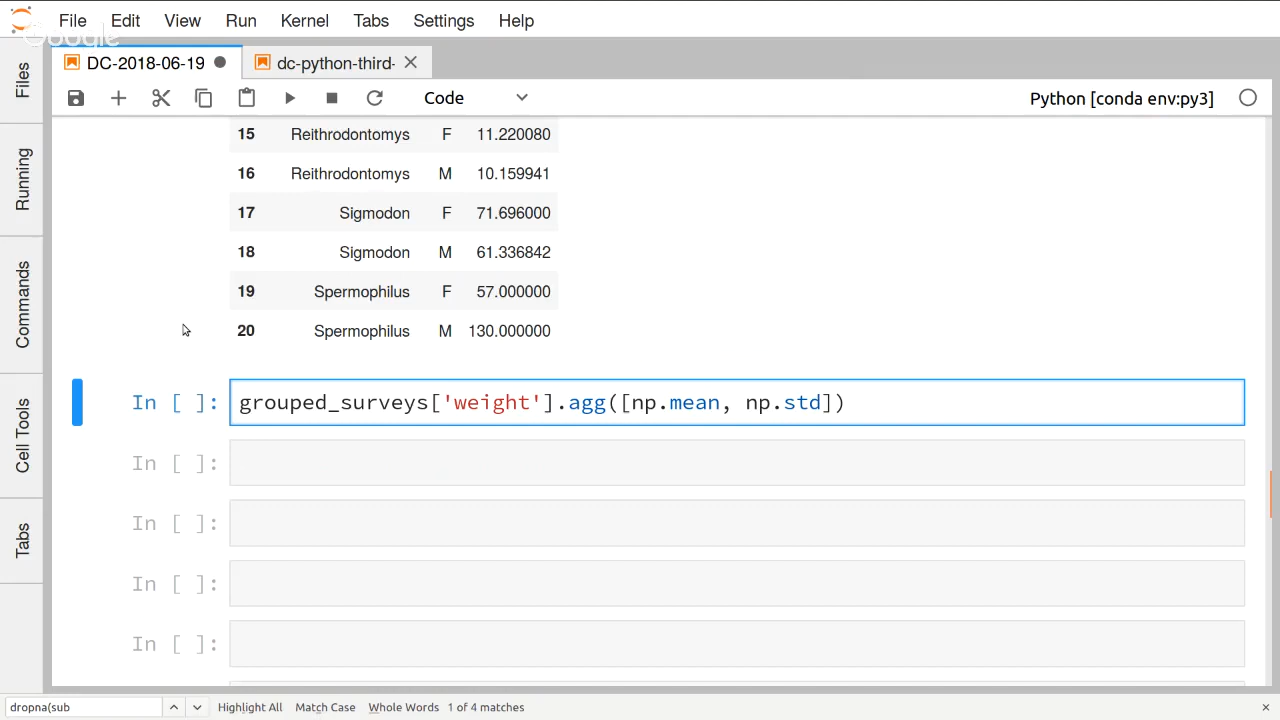 File Edit View Run Kernel Tabs Settings Help
Google
DC-2018-06-19 dc-python-third-
Code Python [conda env:py3]
Files
Running
Commands
Cell Tools
Tabs
15 Reithrodontomys F 11.220080
16 Reithrodontomys M 10.159941
17 Sigmodon F 71.696000
18 Sigmodon M 61.336842
19 Spermophilus F 57.000000
20 Spermophilus M 130.000000
In [ ]: grouped_surveys['weight'].agg([np.mean, np.std])
In [ ]:
In [ ]:
In [ ]:
In [ ]:
dropna(sub Highlight All Match Case Whole Words 1 of 4 matches